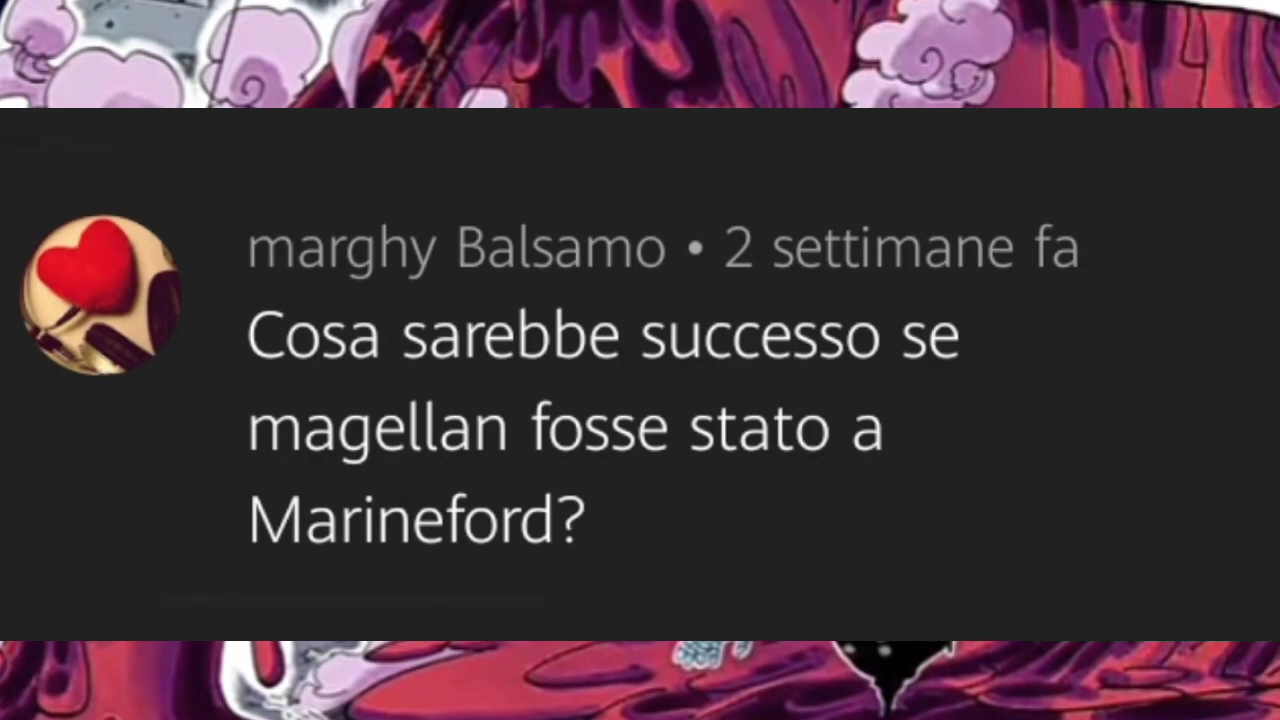 marghy Balsamo • 2 settimane fa
Cosa sarebbe successo se
magellan fosse stato a
Marineford?